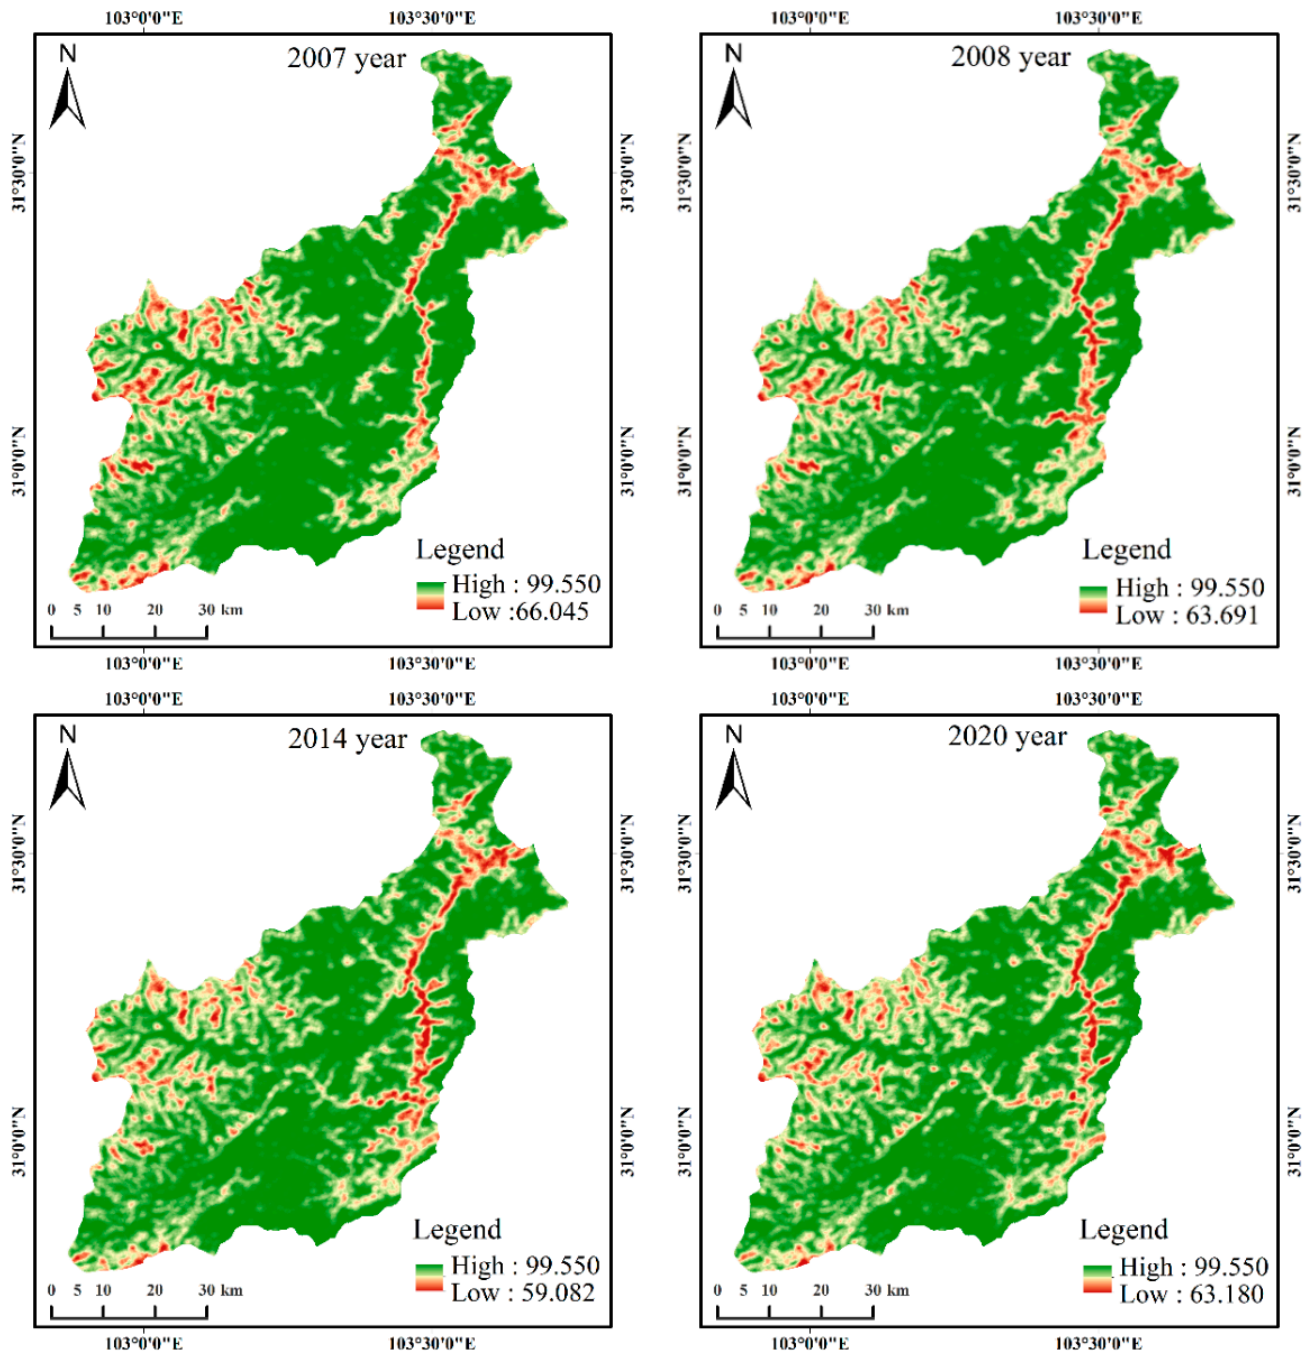 103°0'0"E 103°30'0"E 103°0'0"E 103°30'0"E
N 2007 year N 2008 year
31°30'0"N 31°30'0"N 31°30'0"N 31°30'0"N
31°0'0"N 31°0'0"N 31°0'0"N 31°0'0"N
Legend Legend
High : 99.550 High : 99.550
Low :66.045 Low : 63.691
0 5 10 20 30 km 0 5 10 20 30 km
103°0'0"E 103°30'0"E 103°0'0"E 103°30'0"E
103°0'0"E 103°30'0"E 103°0'0"E 103°30'0"E
N 2014 year N 2020 year
31°30'0"N 31°30'0"N 31°30'0"N 31°30'0"N
31°0'0"N 31°0'0"N 31°0'0"N 31°0'0"N
Legend Legend
High : 99.550 High : 99.550
Low : 59.082 Low : 63.180
0 5 10 20 30 km 0 5 10 20 30 km
103°0'0"E 103°30'0"E 103°0'0"E 103°30'0"E